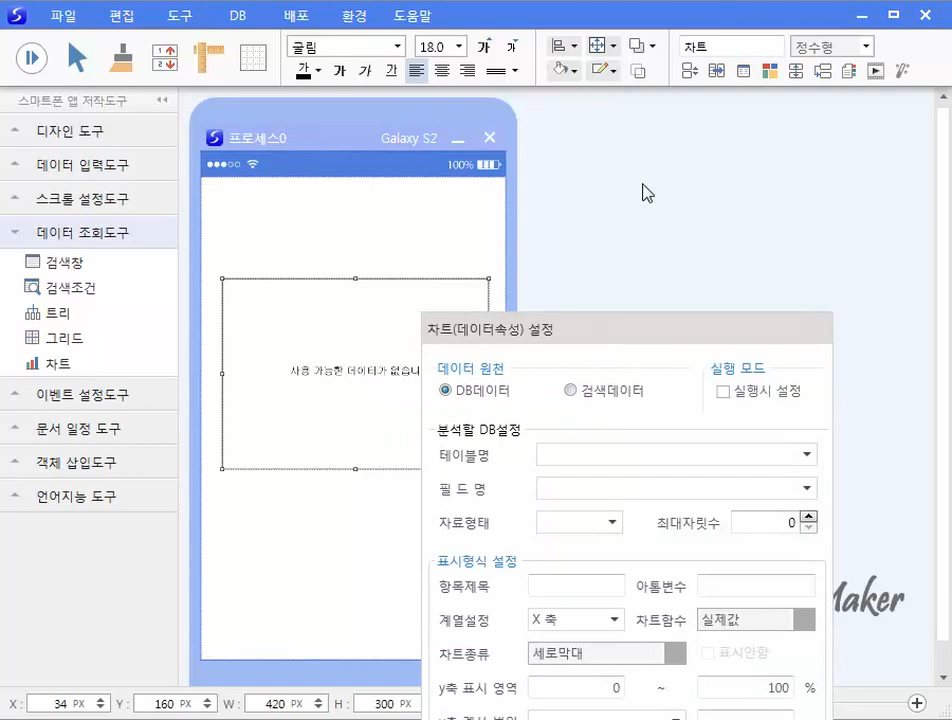 파일 편집 도구 DB 배포 환경 도움말
굴림 18.0 가 가 차트 정수형
가 가 가 가
스마트폰 앱 저작도구
디자인 도구
데이터 입력도구
스크롤 설정도구
데이터 조회도구
검색창
검색조건
트리
그리드
차트
이벤트 설정도구
문서 일정 도구
객체 삽입도구
언어지능 도구
프로세스0 Galaxy S2
100%
사용 가능한 데이터가 없습니
차트(데이터속성) 설정
데이터 원천 실행 모드
DB데이터 검색데이터 실행시 설정
분석할 DB설정
테이블명
필 드 명
자료형태 최대자릿수 0
표시형식 설정
항목제목 아톰변수
계열설정 X 축 차트함수 실제값
차트종류 세로막대 표시안함
y축 표시 영역 0 ~ 100 %
Maker
X : 34 PX Y : 160 PX W : 420 PX H : 300 PX